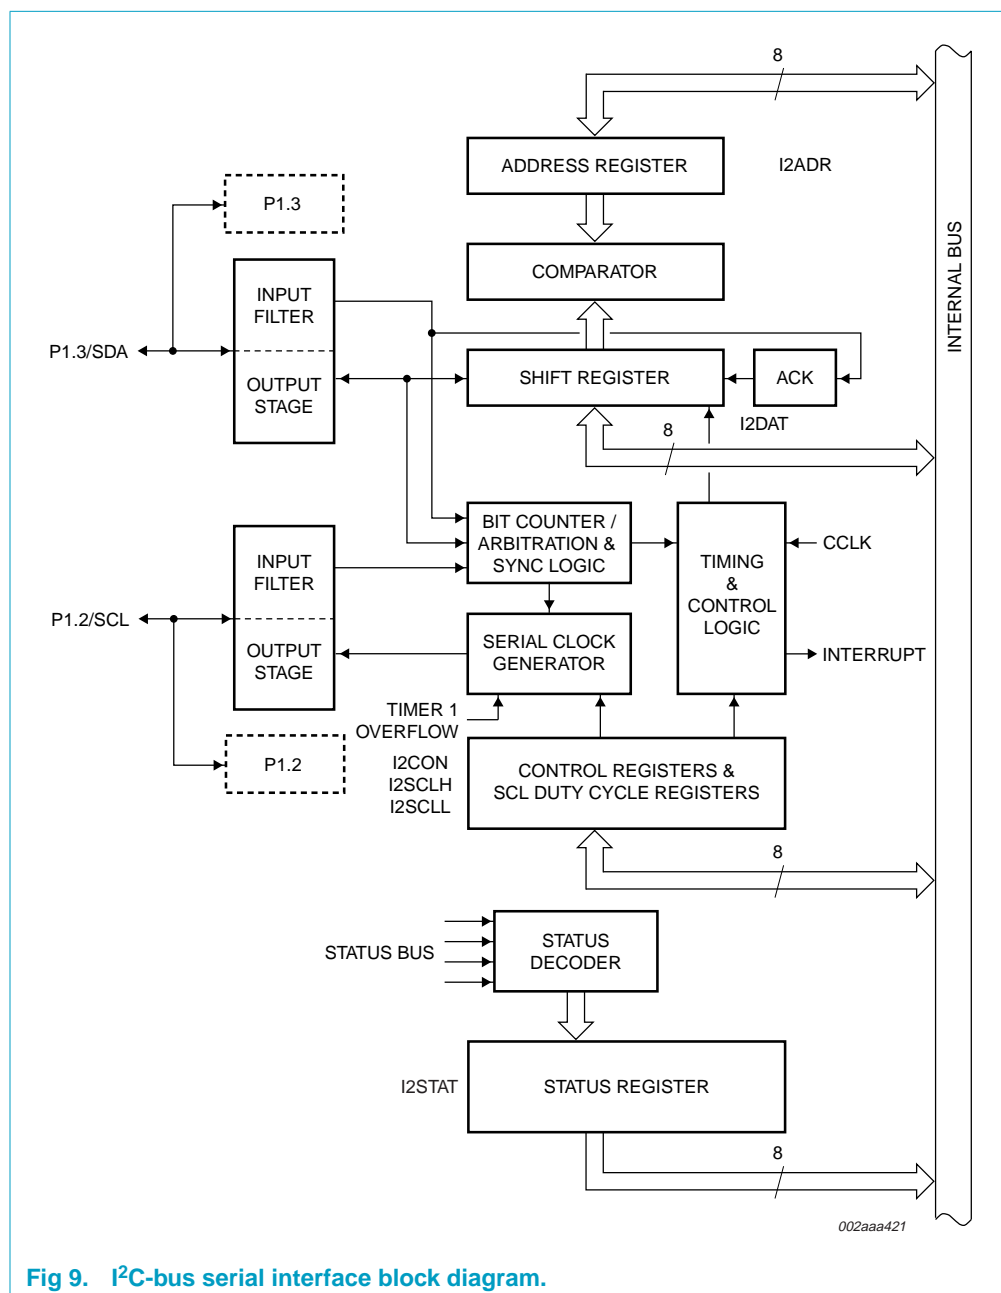 8
ADDRESS REGISTER
I2ADR
P1.3
INTERNAL BUS
COMPARATOR
INPUT
FILTER
P1.3/SDA
OUTPUT
STAGE
SHIFT REGISTER
ACK
I2DAT
8
BIT COUNTER /
ARBITRATION &
SYNC LOGIC
TIMING
&
CONTROL
LOGIC
CCLK
INPUT
FILTER
P1.2/SCL
OUTPUT
STAGE
SERIAL CLOCK
GENERATOR
INTERRUPT
TIMER 1
OVERFLOW
P1.2
I2CON
I2SCLH
I2SCLL
CONTROL REGISTERS &
SCL DUTY CYCLE REGISTERS
8
STATUS BUS
STATUS
DECODER
I2STAT
STATUS REGISTER
8
002aaa421
Fig 9. I2C-bus serial interface block diagram.